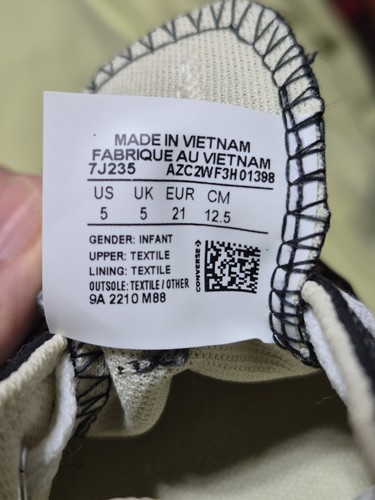 MADE IN VIETNAM
FABRIQUE AU VIETNAM
7J235 AZC2WF3H01398
US UK EUR CM
5 5 21 12.5
GENDER: INFANT
UPPER: TEXTILE
LINING: TEXTILE
OUTSOLE: TEXTILE / OTHER
9A 2210 M88
CONVERSE